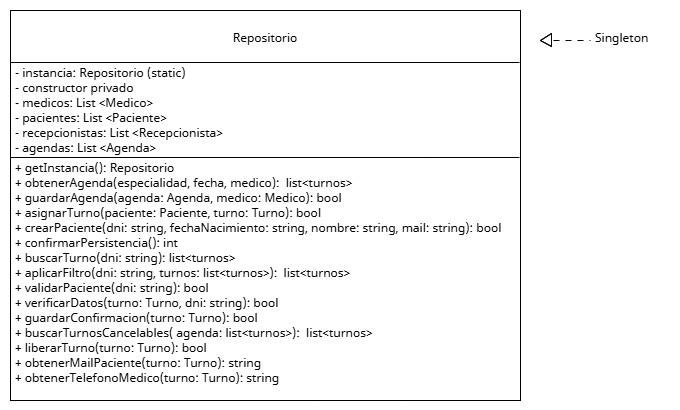 Repositorio
Singleton
- instancia: Repositorio (static)
- constructor privado
- medicos: List <Medico>
- pacientes: List <Paciente>
- recepcionistas: List <Recepcionista>
- agendas: List <Agenda>
+ getInstancia(): Repositorio
+ obtenerAgenda(especialidad, fecha, medico):  list<turnos>
+ guardarAgenda(agenda: Agenda, medico: Medico): bool
+ asignarTurno(paciente: Paciente, turno: Turno): bool
+ crearPaciente(dni: string, fechaNacimiento: string, nombre: string, mail: string): bool
+ confirmarPersistencia(): int
+ buscarTurno(dni: string): list<turnos>
+ aplicarFiltro(dni: string, turnos: list<turnos>):  list<turnos>
+ validarPaciente(dni: string): bool
+ verificarDatos(turno: Turno, dni: string): bool
+ guardarConfirmacion(turno: Turno): bool
+ buscarTurnosCancelables( agenda: list<turnos>):  list<turnos>
+ liberarTurno(turno: Turno): bool
+ obtenerMailPaciente(turno: Turno): string
+ obtenerTelefonoMedico(turno: Turno): string